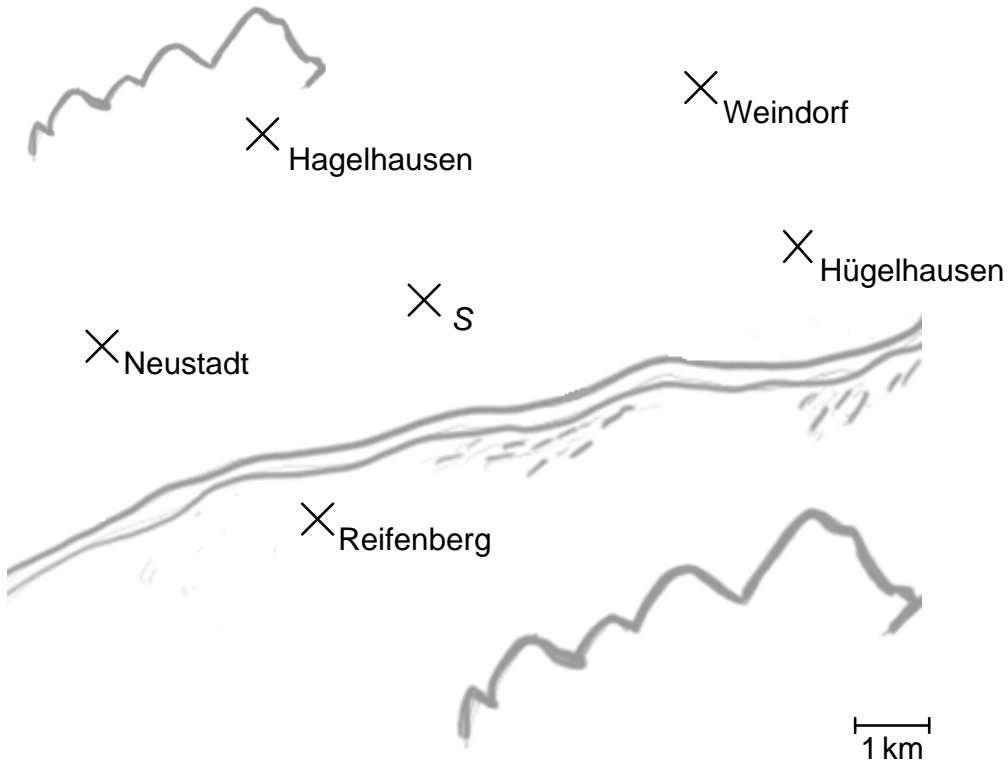 Weindorf
Hagelhausen
Hügelhausen
S
Neustadt
Reifenberg
1 km